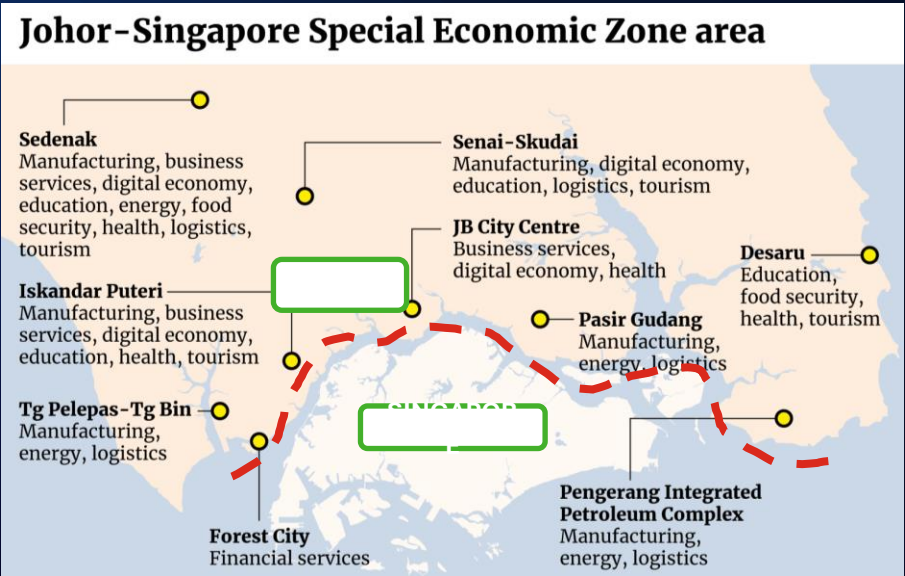 Johor-Singapore Special Economic Zone area
Sedenak
Manufacturing, business
services, digital economy,
education, energy, food
security, health, logistics,
tourism
Senai-Skudai
Manufacturing, digital economy,
education, logistics, tourism
JB City Centre
Business services,
digital economy, health
Desaru
Education,
food security,
health, tourism
Iskandar Puteri
Manufacturing, business
services, digital economy,
education, health, tourism
Pasir Gudang
Manufacturing,
energy, logistics
Tg Pelepas-Tg Bin
Manufacturing,
energy, logistics
Forest City
Financial services
Pengerang Integrated
Petroleum Complex
Manufacturing,
energy, logistics